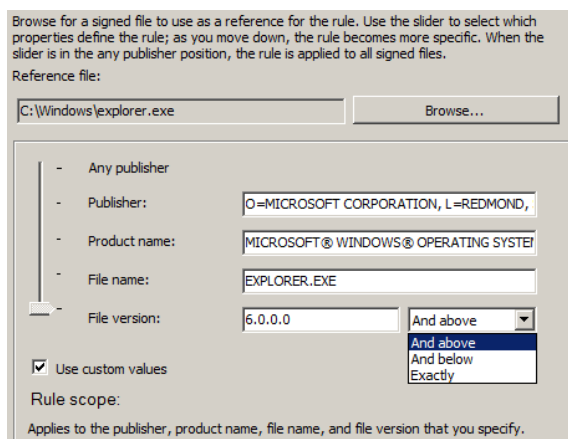 Browse for a signed file to use as a reference for the rule. Use the slider to select which
properties define the rule; as you move down, the rule becomes more specific. When the
slider is in the any publisher position, the rule is applied to all signed files.
Reference file:
C:\Windows\explorer.exe Browse...
- Any publisher
- Publisher: O=MICROSOFT CORPORATION, L=REDMOND,
- Product name: MICROSOFT® WINDOWS® OPERATING SYSTEM
- File name: EXPLORER.EXE
- File version: 6.0.0.0 And above
And above
And below
Exactly
Use custom values
Rule scope:
Applies to the publisher, product name, file name, and file version that you specify.